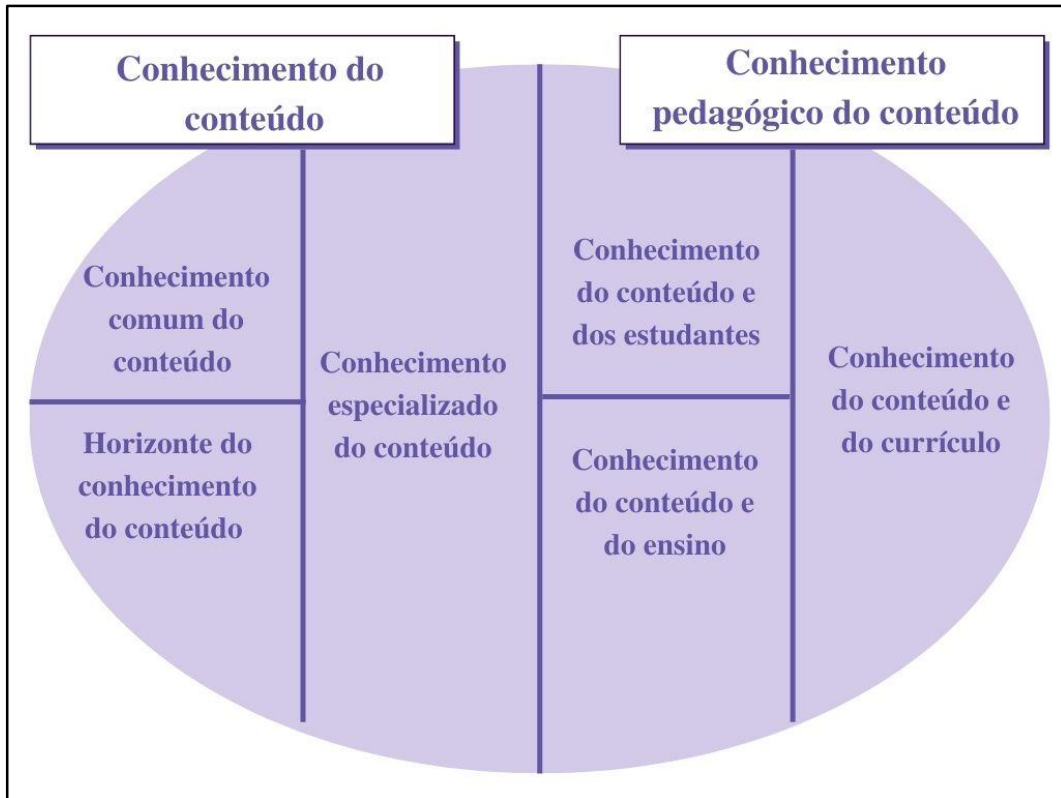 Conhecimento do
conteúdo
Conhecimento
pedagógico do conteúdo
Conhecimento
comum do
conteúdo
Horizonte do
conhecimento
do conteúdo
Conhecimento
especializado
do conteúdo
Conhecimento
do conteúdo e
dos estudantes
Conhecimento
do conteúdo e
do ensino
Conhecimento
do conteúdo e
do currículo